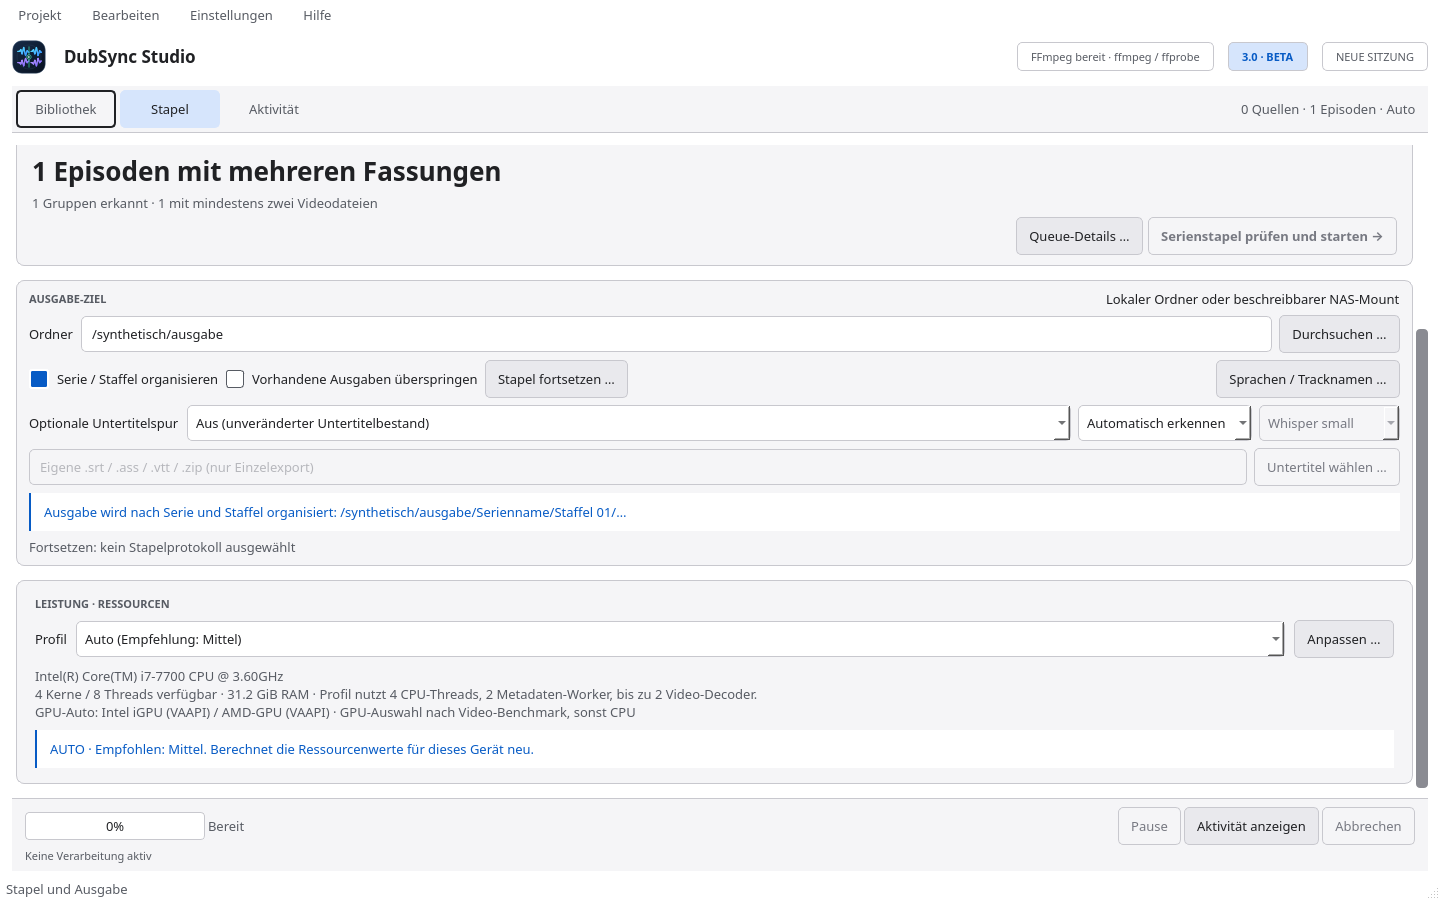 Projekt Bearbeiten Einstellungen Hilfe
DubSync Studio
FFmpeg bereit · ffmpeg / ffprobe
3.0 · BETA
NEUE SITZUNG
Bibliothek Stapel Aktivität
0 Quellen · 1 Episoden · Auto
1 Episoden mit mehreren Fassungen
1 Gruppen erkannt · 1 mit mindestens zwei Videodateien
Queue-Details ...
Serienstapel prüfen und starten →
AUSGABE-ZIEL
Lokaler Ordner oder beschreibbarer NAS-Mount
Ordner /synthetisch/ausgabe Durchsuchen ...
Serie / Staffel organisieren Vorhandene Ausgaben überspringen Stapel fortsetzen ... Sprachen / Tracknamen ...
Optionale Untertitelspur Aus (unveränderter Untertitelbestand) Automatisch erkennen Whisper small
Eigene .srt / .ass / .vtt / .zip (nur Einzelexport) Untertitel wählen ...
Ausgabe wird nach Serie und Staffel organisiert: /synthetisch/ausgabe/Serienname/Staffel 01/...
Fortsetzen: kein Stapelprotokoll ausgewählt
LEISTUNG · RESSOURCEN
Profil Auto (Empfehlung: Mittel) Anpassen ...
Intel(R) Core(TM) i7-7700 CPU @ 3.60GHz
4 Kerne / 8 Threads verfügbar · 31.2 GiB RAM · Profil nutzt 4 CPU-Threads, 2 Metadaten-Worker, bis zu 2 Video-Decoder.
GPU-Auto: Intel iGPU (VAAPI) / AMD-GPU (VAAPI) · GPU-Auswahl nach Video-Benchmark, sonst CPU
AUTO · Empfohlen: Mittel. Berechnet die Ressourcenwerte für dieses Gerät neu.
0% Bereit
Pause Aktivität anzeigen Abbrechen
Keine Verarbeitung aktiv
Stapel und Ausgabe